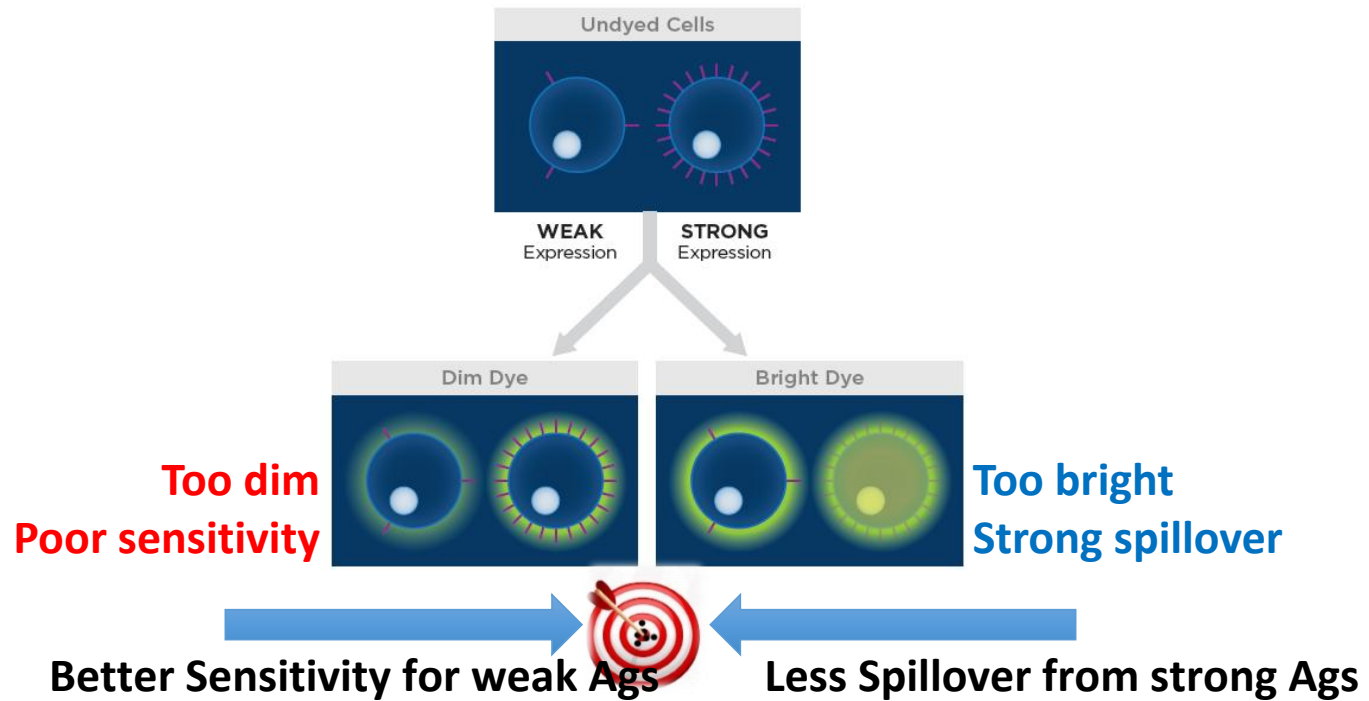 Undyed Cells
WEAK
Expression
STRONG
Expression
Dim Dye
Bright Dye
Too dim
Poor sensitivity
Too bright
Strong spillover
Better Sensitivity for weak Ags
Less Spillover from strong Ags